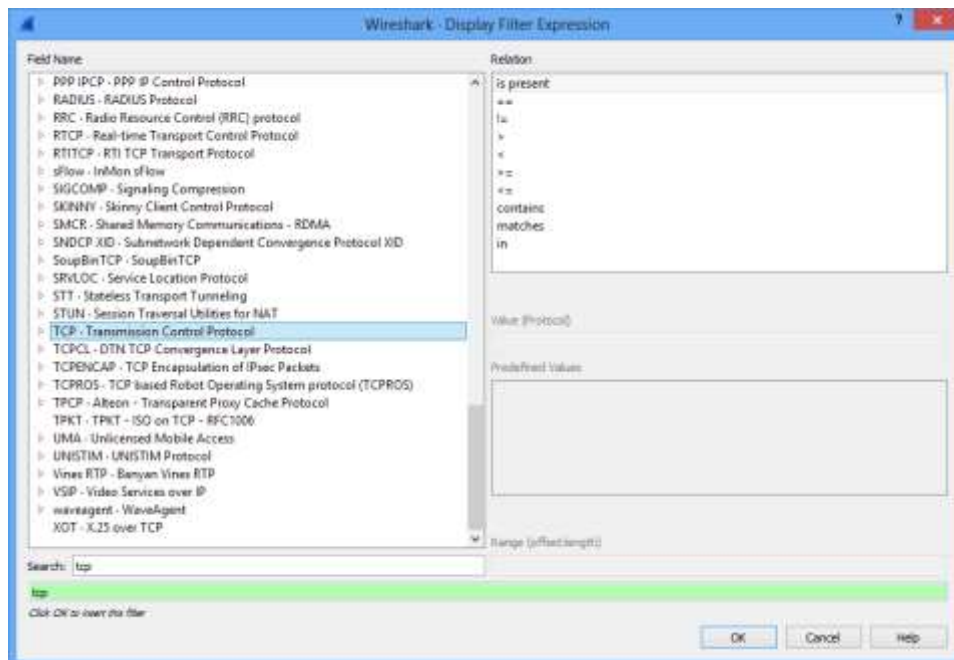 Wireshark · Display Filter Expression
?
Field Name
PPP IPCP · PPP IP Control Protocol
RADIUS · RADIUS Protocol
RRC · Radio Resource Control (RRC) protocol
RTCP · Real-time Transport Control Protocol
RTITCP · RTI TCP Transport Protocol
sFlow · InMon sFlow
SIGCOMP · Signaling Compression
SKINNY · Skinny Client Control Protocol
SMCR · Shared Memory Communications - RDMA
SNDCP XID · Subnetwork Dependent Convergence Protocol XID
SoupBinTCP · SoupBinTCP
SRVLOC · Service Location Protocol
STT · Stateless Transport Tunneling
STUN · Session Traversal Utilities for NAT
TCP · Transmission Control Protocol
TCPCL · DTN TCP Convergence Layer Protocol
TCPENCAP · TCP Encapsulation of IPsec Packets
TCPROS · TCP based Robot Operating System protocol (TCPROS)
TPCP · Alteon - Transparent Proxy Cache Protocol
TPKT · TPKT - ISO on TCP - RFC1006
UMA · Unlicensed Mobile Access
UNISTIM · UNISTIM Protocol
Vines RTP · Banyan Vines RTP
VSIP · Video Services over IP
waveagent · WaveAgent
XOT · X.25 over TCP
Relation
is present
==
!=
>
<
>=
<=
contains
matches
in
Value (Protocol)
Predefined Values
Range (offset:length)
Search: tcp
tcp
Click OK to insert this filter
OK
Cancel
Help